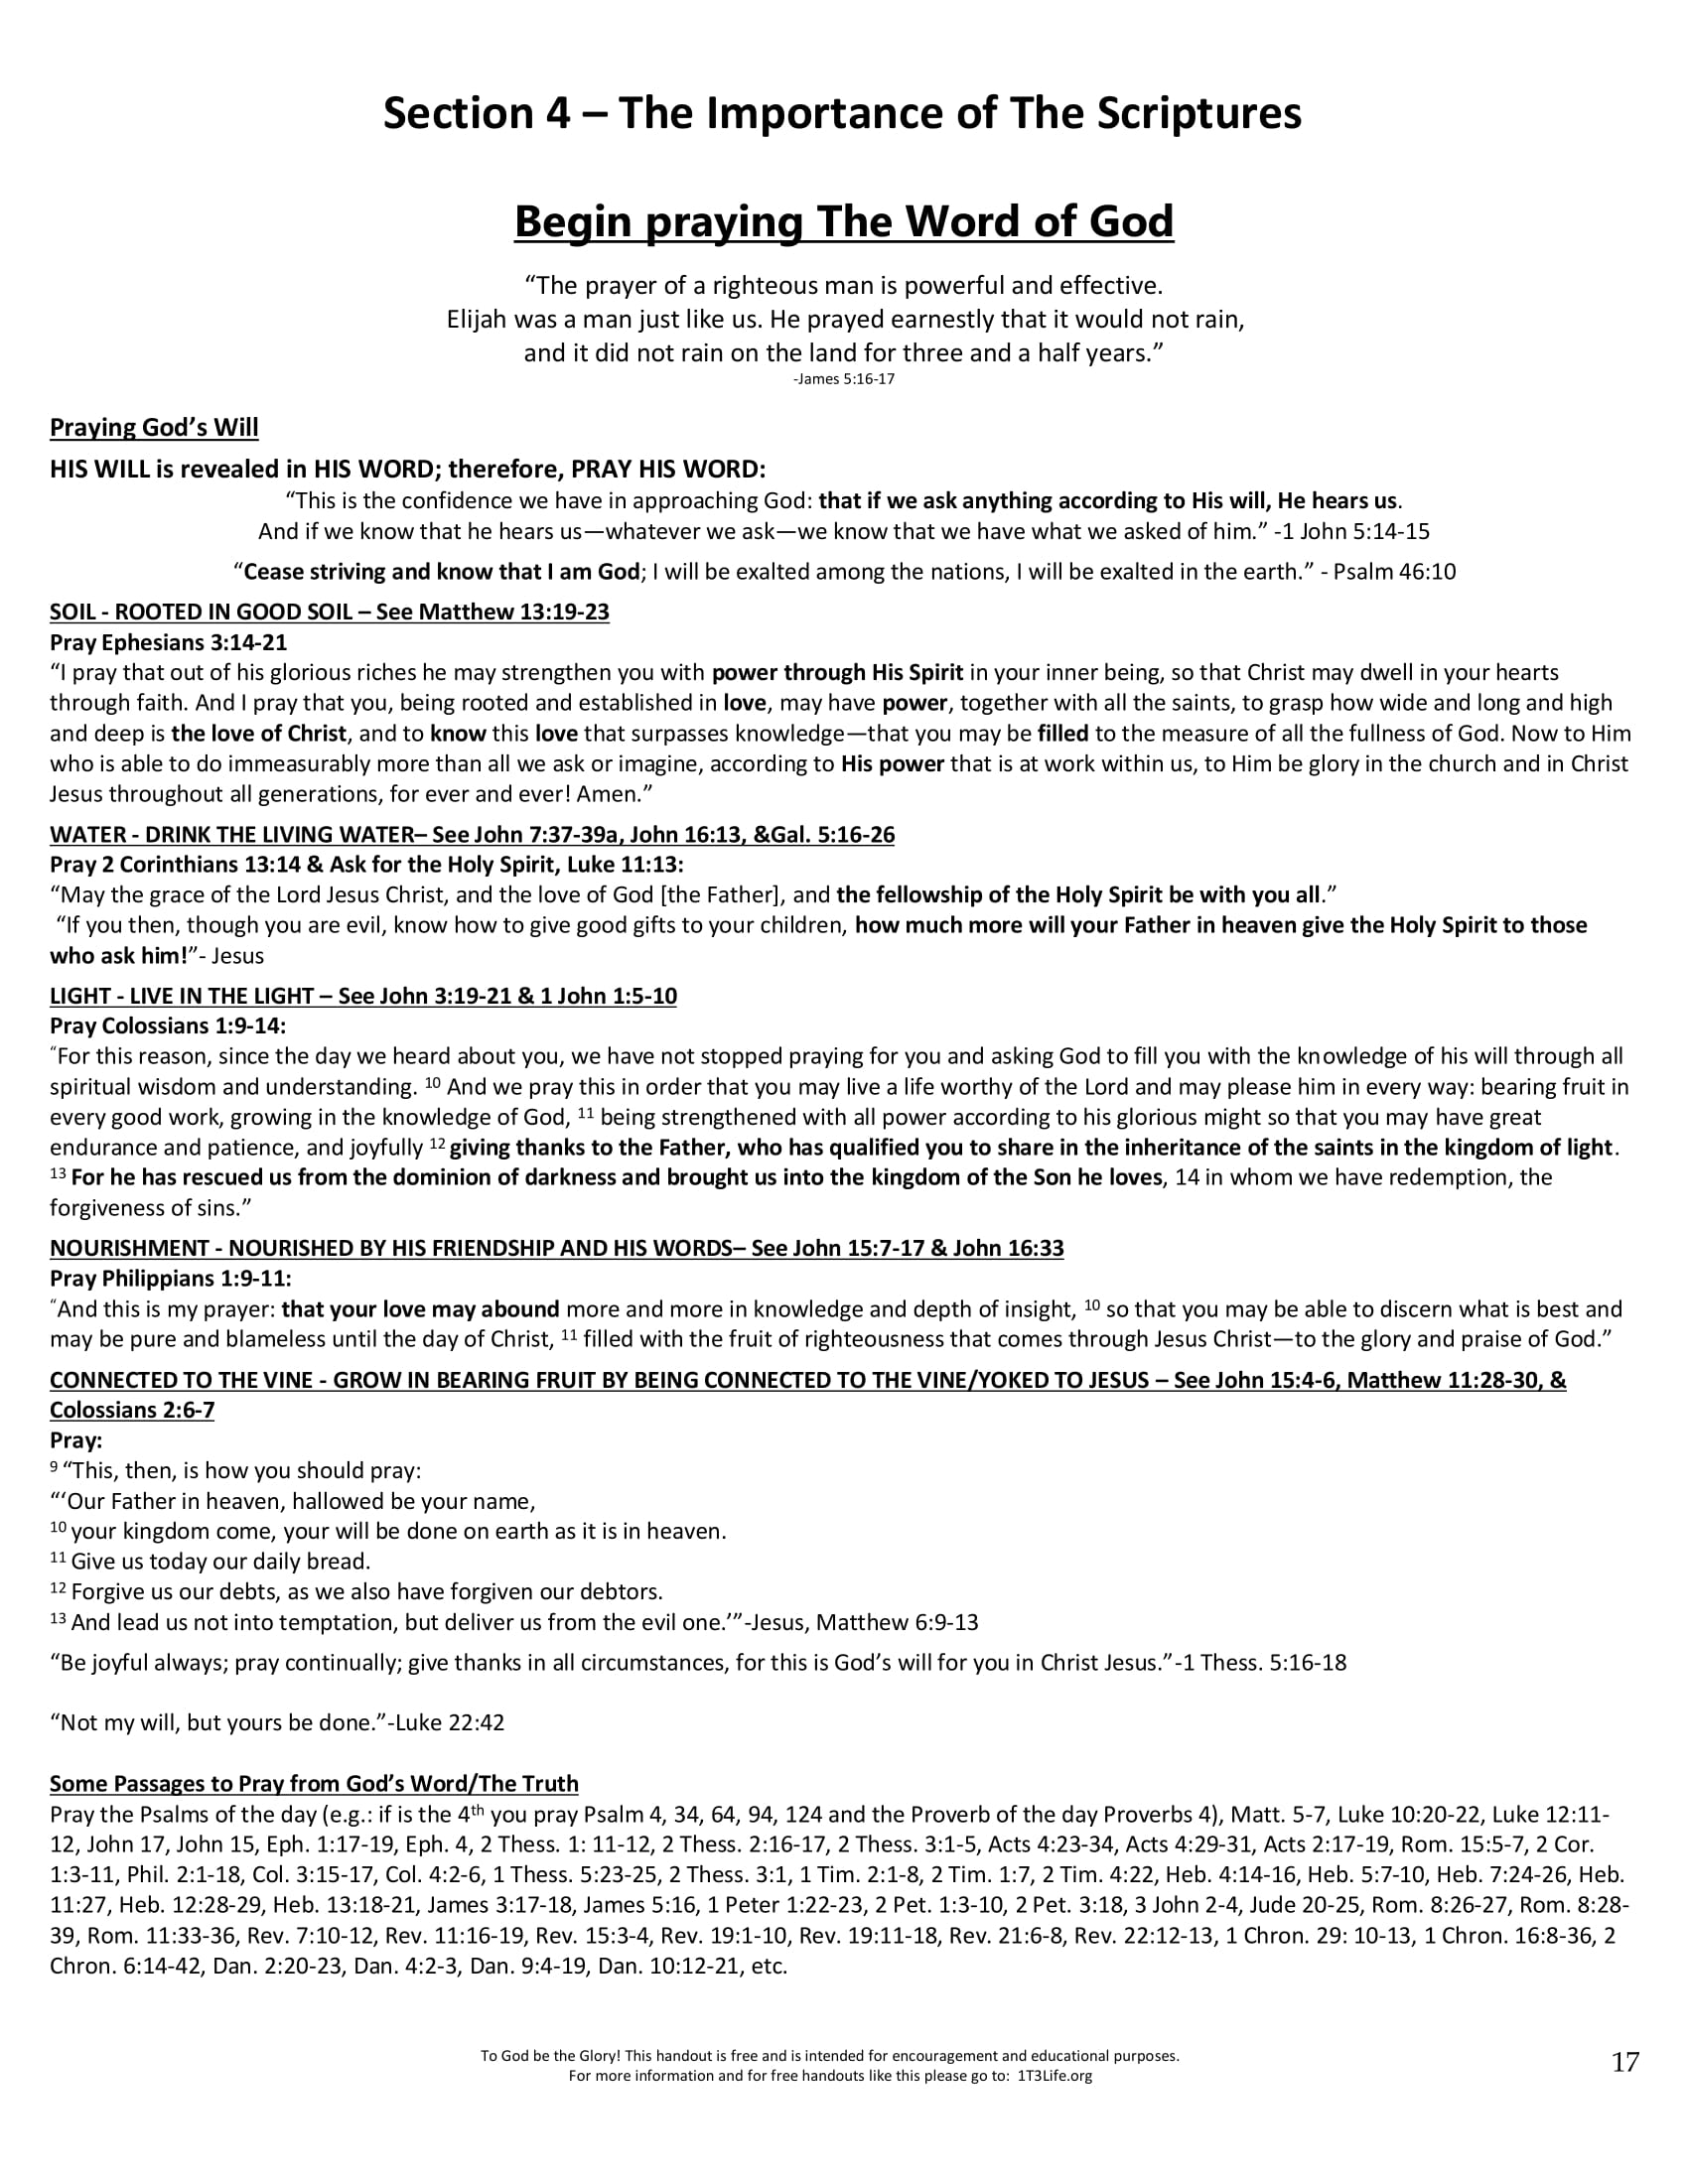 Section 4 – The Importance of The Scriptures
Begin praying The Word of God
“The prayer of a righteous man is powerful and effective.
Elijah was a man just like us. He prayed earnestly that it would not rain,
and it did not rain on the land for three and a half years.”
-James 5:16-17
Praying God’s Will
HIS WILL is revealed in HIS WORD; therefore, PRAY HIS WORD:
“This is the confidence we have in approaching God: that if we ask anything according to His will, He hears us.
And if we know that he hears us—whatever we ask—we know that we have what we asked of him.” -1 John 5:14-15
“Cease striving and know that I am God; I will be exalted among the nations, I will be exalted in the earth.” - Psalm 46:10
SOIL - ROOTED IN GOOD SOIL – See Matthew 13:19-23
Pray Ephesians 3:14-21
“I pray that out of his glorious riches he may strengthen you with power through His Spirit in your inner being, so that Christ may dwell in your hearts
through faith. And I pray that you, being rooted and established in love, may have power, together with all the saints, to grasp how wide and long and high
and deep is the love of Christ, and to know this love that surpasses knowledge—that you may be filled to the measure of all the fullness of God. Now to Him
who is able to do immeasurably more than all we ask or imagine, according to His power that is at work within us, to Him be glory in the church and in Christ
Jesus throughout all generations, for ever and ever! Amen.”
WATER - DRINK THE LIVING WATER– See John 7:37-39a, John 16:13, &Gal. 5:16-26
Pray 2 Corinthians 13:14 & Ask for the Holy Spirit, Luke 11:13:
“May the grace of the Lord Jesus Christ, and the love of God [the Father], and the fellowship of the Holy Spirit be with you all.”
“If you then, though you are evil, know how to give good gifts to your children, how much more will your Father in heaven give the Holy Spirit to those
who ask him!”- Jesus
LIGHT - LIVE IN THE LIGHT – See John 3:19-21 & 1 John 1:5-10
Pray Colossians 1:9-14:
“For this reason, since the day we heard about you, we have not stopped praying for you and asking God to fill you with the knowledge of his will through all
spiritual wisdom and understanding. 10 And we pray this in order that you may live a life worthy of the Lord and may please him in every way: bearing fruit in
every good work, growing in the knowledge of God, 11 being strengthened with all power according to his glorious might so that you may have great
endurance and patience, and joyfully 12 giving thanks to the Father, who has qualified you to share in the inheritance of the saints in the kingdom of light.
13 For he has rescued us from the dominion of darkness and brought us into the kingdom of the Son he loves, 14 in whom we have redemption, the
forgiveness of sins.”
NOURISHMENT - NOURISHED BY HIS FRIENDSHIP AND HIS WORDS– See John 15:7-17 & John 16:33
Pray Philippians 1:9-11:
“And this is my prayer: that your love may abound more and more in knowledge and depth of insight, 10 so that you may be able to discern what is best and
may be pure and blameless until the day of Christ, 11 filled with the fruit of righteousness that comes through Jesus Christ—to the glory and praise of God.”
CONNECTED TO THE VINE - GROW IN BEARING FRUIT BY BEING CONNECTED TO THE VINE/YOKED TO JESUS – See John 15:4-6, Matthew 11:28-30, &
Colossians 2:6-7
Pray:
9 “This, then, is how you should pray:
“‘Our Father in heaven, hallowed be your name,
10 your kingdom come, your will be done on earth as it is in heaven.
11 Give us today our daily bread.
12 Forgive us our debts, as we also have forgiven our debtors.
13 And lead us not into temptation, but deliver us from the evil one.’”-Jesus, Matthew 6:9-13
“Be joyful always; pray continually; give thanks in all circumstances, for this is God’s will for you in Christ Jesus.”-1 Thess. 5:16-18
“Not my will, but yours be done.”-Luke 22:42
Some Passages to Pray from God’s Word/The Truth
Pray the Psalms of the day (e.g.: if is the 4th you pray Psalm 4, 34, 64, 94, 124 and the Proverb of the day Proverbs 4), Matt. 5-7, Luke 10:20-22, Luke 12:11-
12, John 17, John 15, Eph. 1:17-19, Eph. 4, 2 Thess. 1: 11-12, 2 Thess. 2:16-17, 2 Thess. 3:1-5, Acts 4:23-34, Acts 4:29-31, Acts 2:17-19, Rom. 15:5-7, 2 Cor.
1:3-11, Phil. 2:1-18, Col. 3:15-17, Col. 4:2-6, 1 Thess. 5:23-25, 2 Thess. 3:1, 1 Tim. 2:1-8, 2 Tim. 1:7, 2 Tim. 4:22, Heb. 4:14-16, Heb. 5:7-10, Heb. 7:24-26, Heb.
11:27, Heb. 12:28-29, Heb. 13:18-21, James 3:17-18, James 5:16, 1 Peter 1:22-23, 2 Pet. 1:3-10, 2 Pet. 3:18, 3 John 2-4, Jude 20-25, Rom. 8:26-27, Rom. 8:28-
39, Rom. 11:33-36, Rev. 7:10-12, Rev. 11:16-19, Rev. 15:3-4, Rev. 19:1-10, Rev. 19:11-18, Rev. 21:6-8, Rev. 22:12-13, 1 Chron. 29: 10-13, 1 Chron. 16:8-36, 2
Chron. 6:14-42, Dan. 2:20-23, Dan. 4:2-3, Dan. 9:4-19, Dan. 10:12-21, etc.
To God be the Glory! This handout is free and is intended for encouragement and educational purposes.
For more information and for free handouts like this please go to: 1T3Life.org
17